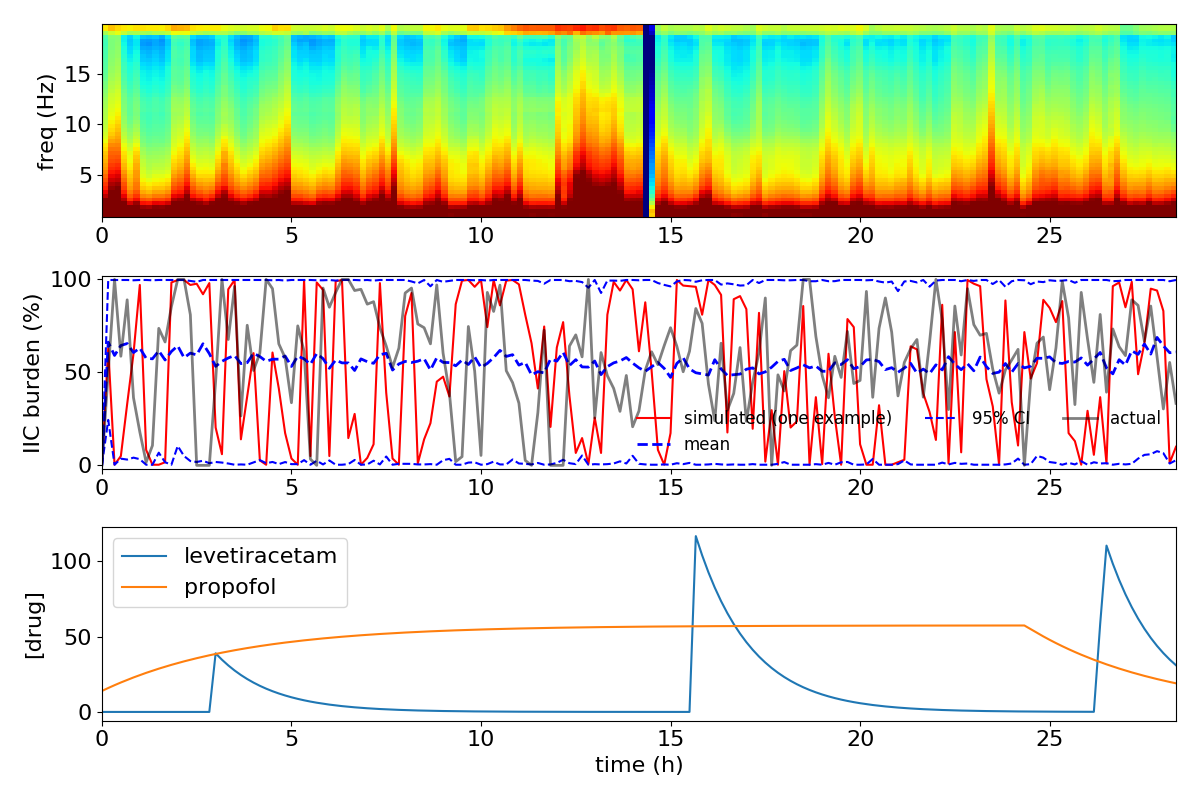 freq (Hz)
15
10
5
0 5 10 15 20 25
IIC burden (%)
100
50
0
simulated (one example) 95% CI actual
mean
0 5 10 15 20 25
[drug]
100
50
0
levetiracetam
propofol
0 5 10 15 20 25
time (h)